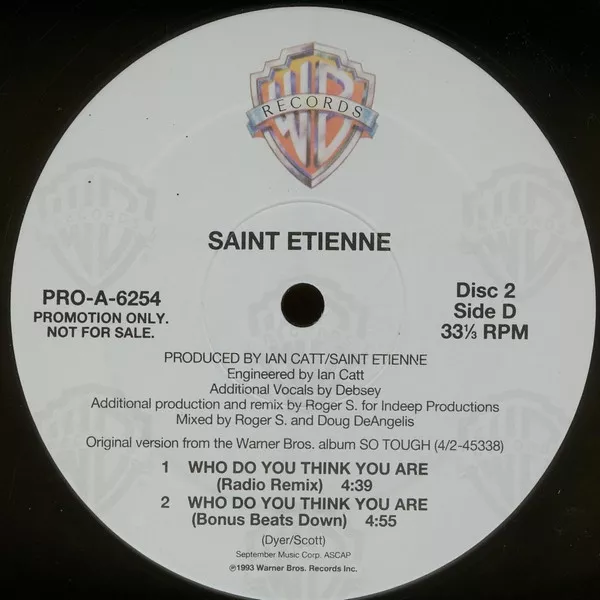 WB
RECORDS
SAINT ETIENNE
PRO-A-6254
PROMOTION ONLY.
NOT FOR SALE.
Disc 2
Side D
33⅓ RPM
PRODUCED BY IAN CATT/SAINT ETIENNE
Engineered by Ian Catt
Additional Vocals by Debsey
Additional production and remix by Roger S. for Indeep Productions
Mixed by Roger S. and Doug DeAngelis
Original version from the Warner Bros. album SO TOUGH (4/2-45338)
1 WHO DO YOU THINK YOU ARE
(Radio Remix) 4:39
2 WHO DO YOU THINK YOU ARE
(Bonus Beats Down) 4:55
(Dyer/Scott)
September Music Corp. ASCAP
℗1993 Warner Bros. Records Inc.